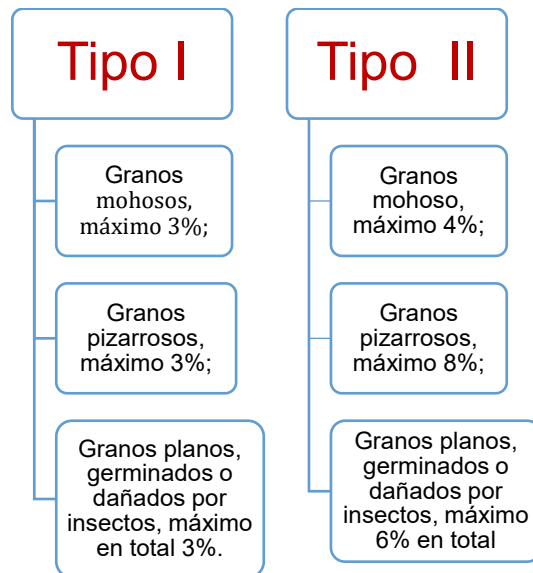 Tipo I
Granos
mohosos,
máximo 3%;
Granos
pizarrosos,
máximo 3%;
Granos planos,
germinados o
dañados por
insectos, máximo
en total 3%.
Tipo II
Granos
mohoso,
máximo 4%;
Granos
pizarrosos,
máximo 8%;
Granos planos,
germinados o
dañados por
insectos, máximo
6% en total